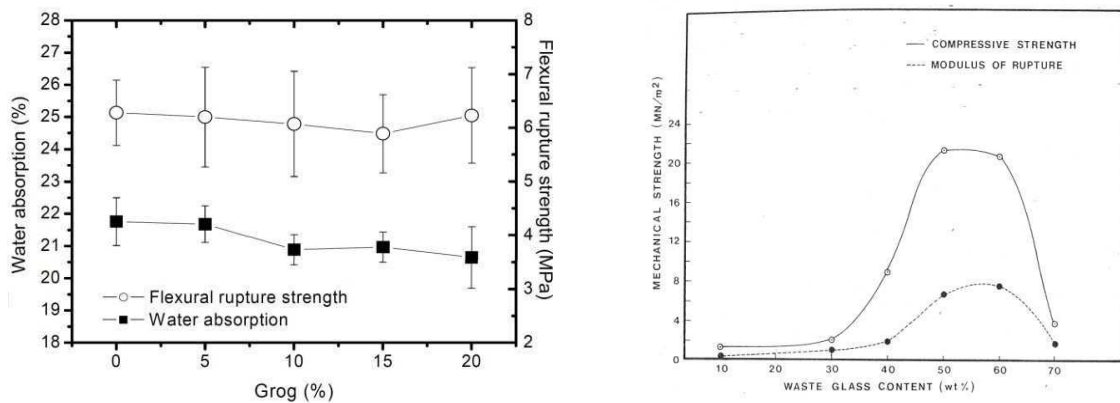 28
27
26
25
24
23
22
21
20
19
18
Water absorption (%)
8
7
6
5
4
3
2
Flexural rupture
strength (MPa)
Flexural rupture strength
Water absorption
0 5 10 15 20
Grog (%)
COMPRESSIVE STRENGTH
MODULUS OF RUPTURE
MECHANICAL STRENGTH (MN/m²)
24
20
16
12
8
4
0
10 20 30 40 50 60 70
WASTE GLASS CONTENT (wt%)